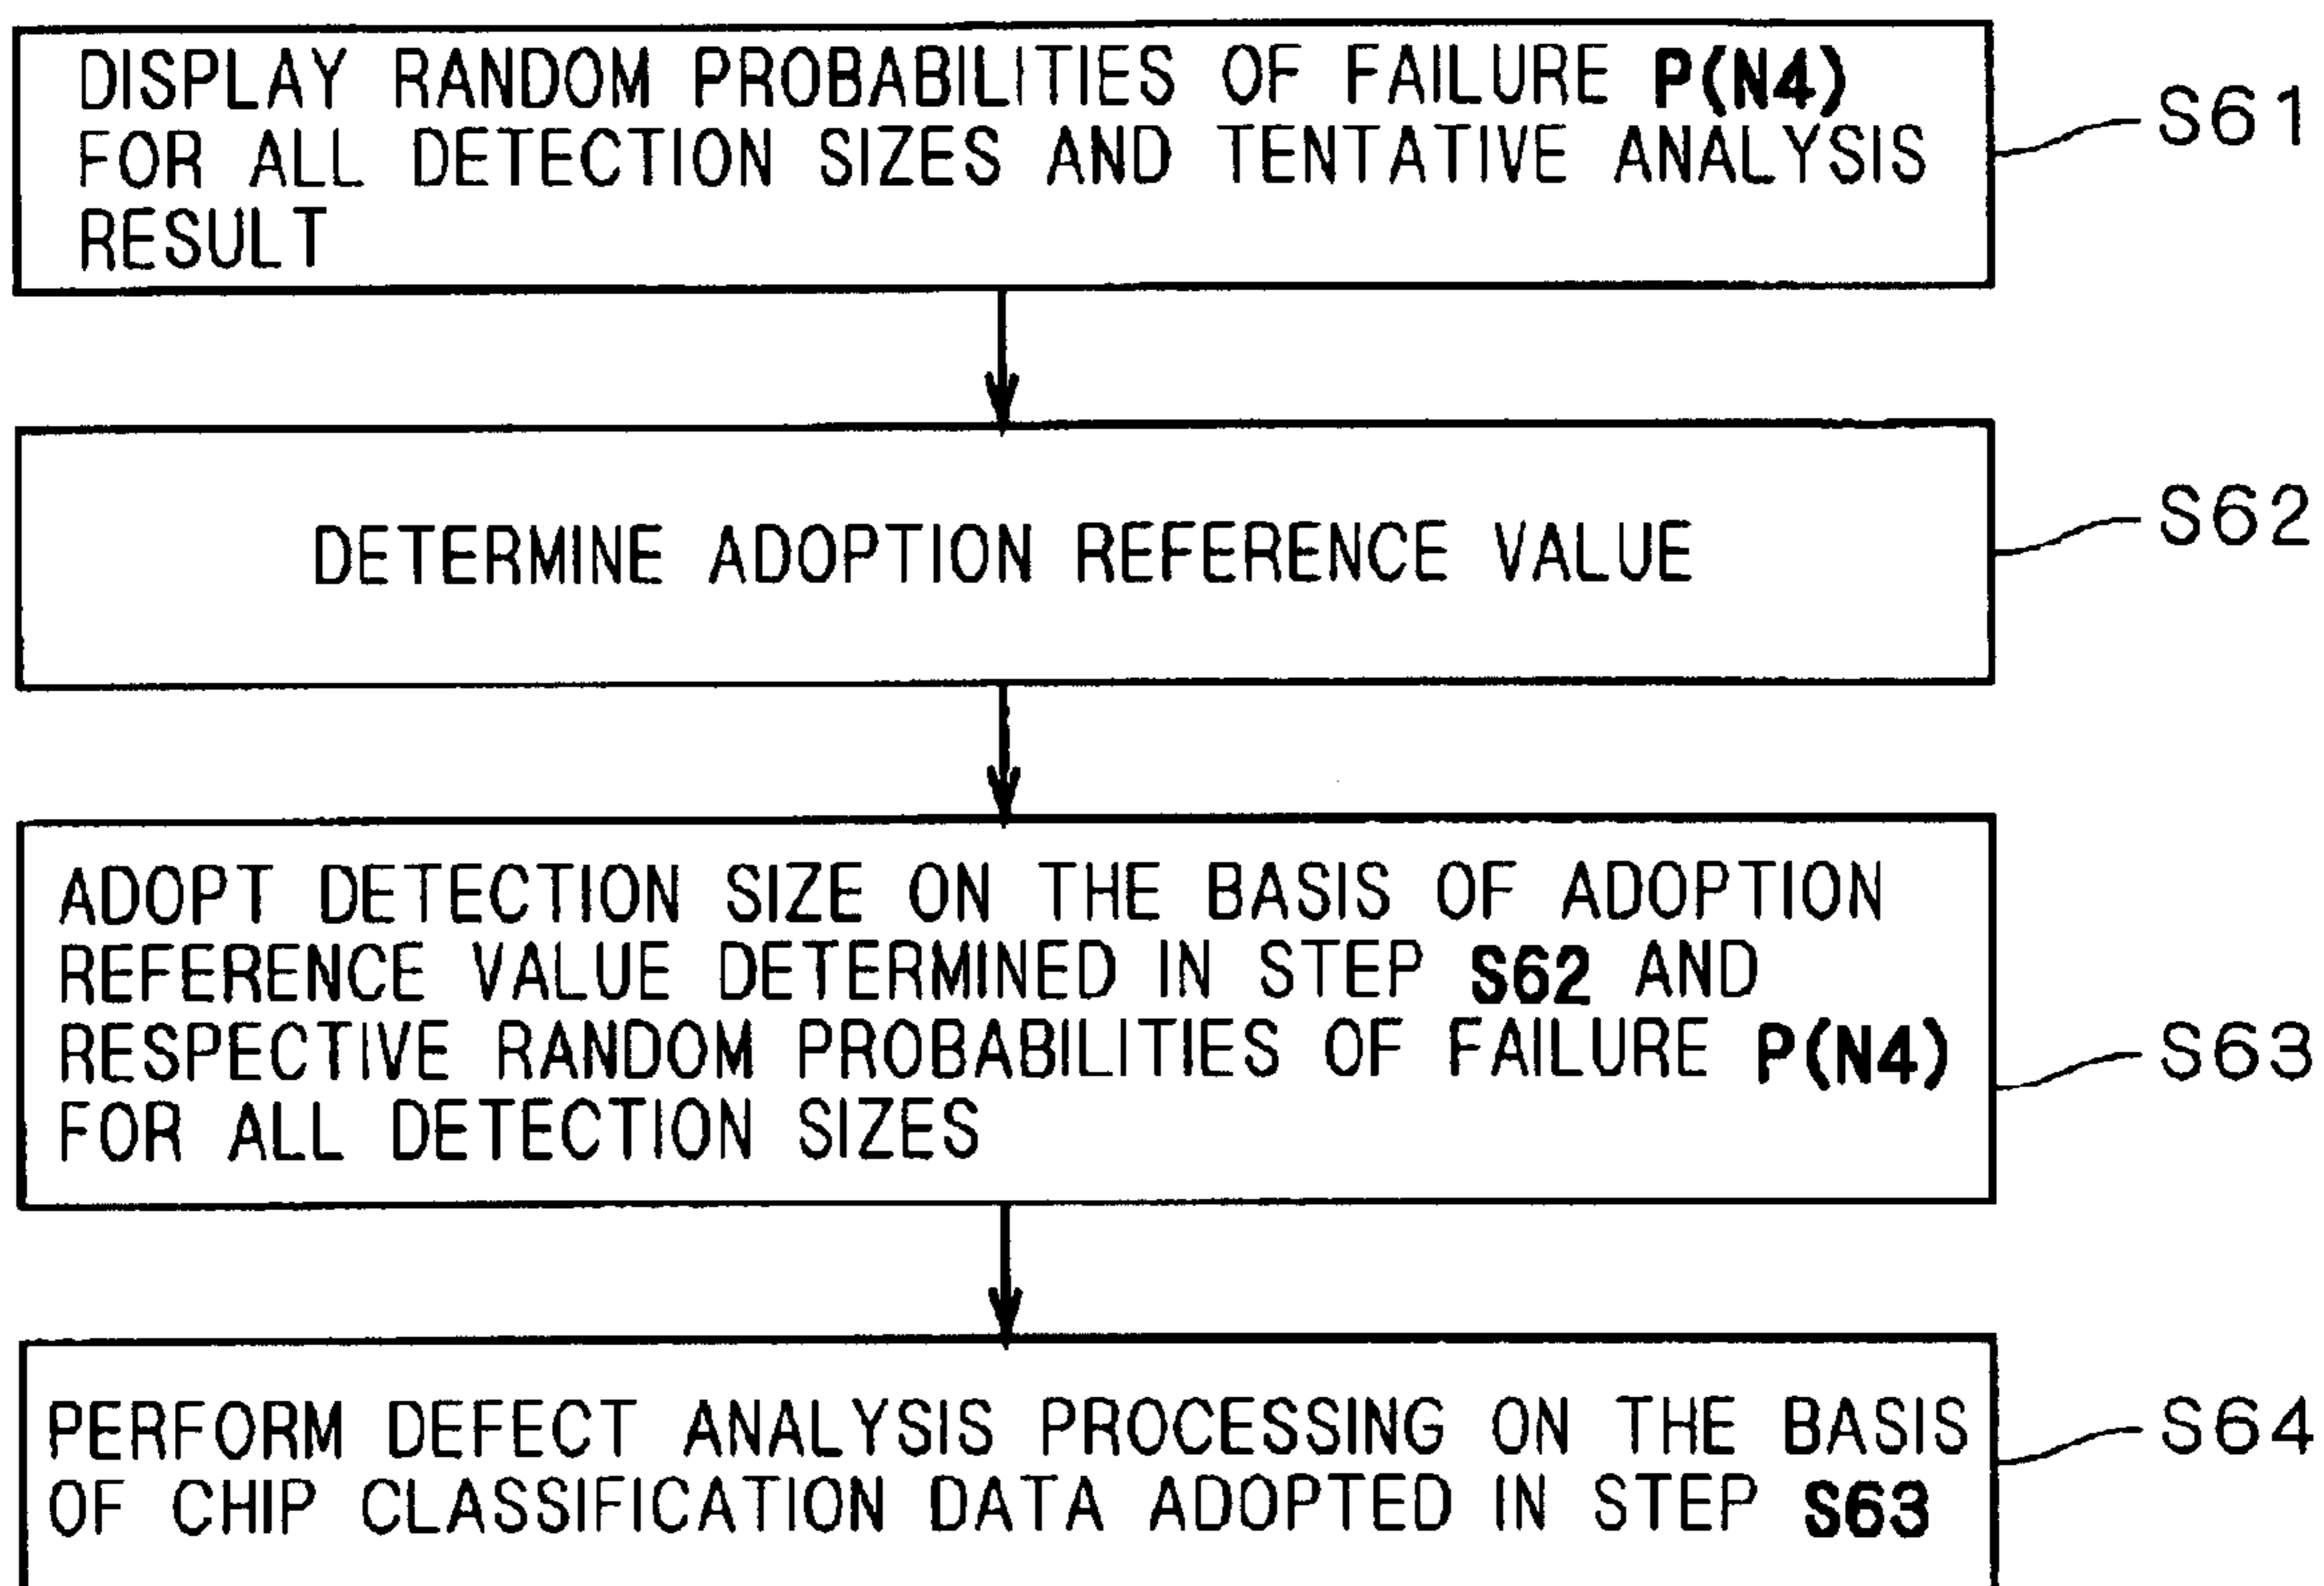 DISPLAY RANDOM PROBABILITIES OF FAILURE P(N4)
FOR ALL DETECTION SIZES AND TENTATIVE ANALYSIS
RESULT
S61
DETERMINE ADOPTION REFERENCE VALUE
S62
ADOPT DETECTION SIZE ON THE BASIS OF ADOPTION
REFERENCE VALUE DETERMINED IN STEP S62 AND
RESPECTIVE RANDOM PROBABILITIES OF FAILURE P(N4)
FOR ALL DETECTION SIZES
S63
PERFORM DEFECT ANALYSIS PROCESSING ON THE BASIS
OF CHIP CLASSIFICATION DATA ADOPTED IN STEP S63
S64